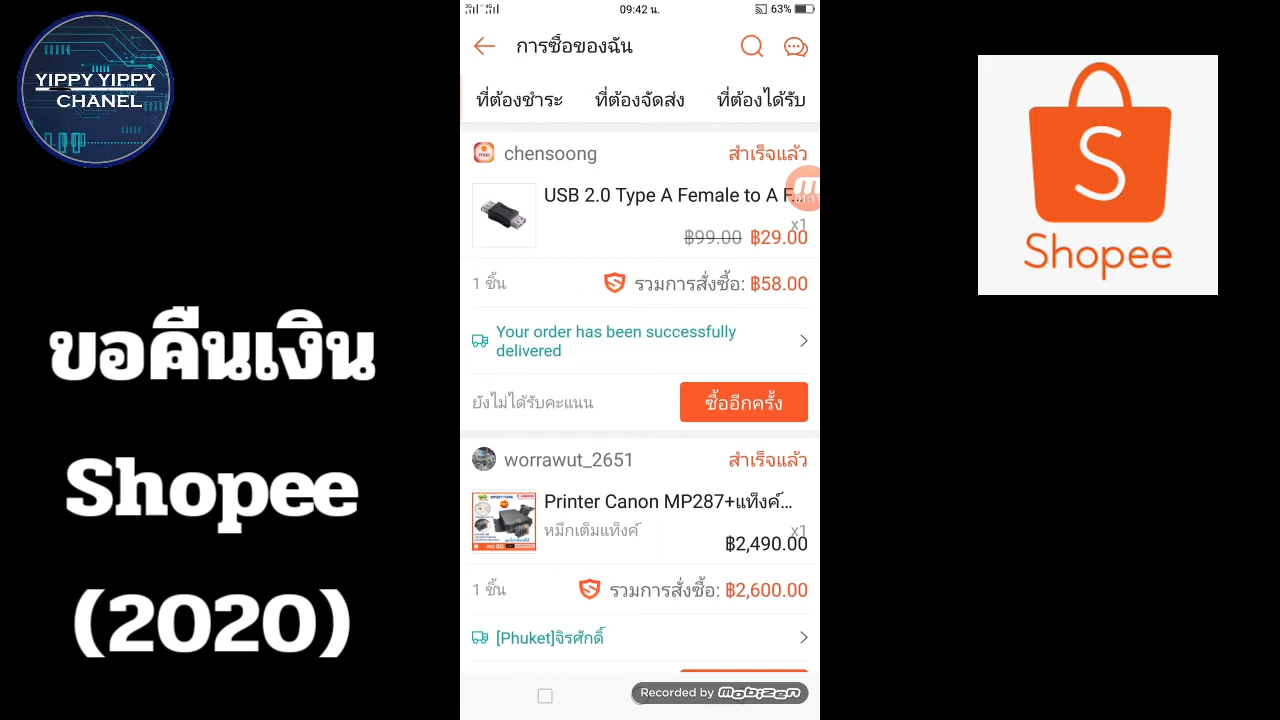 YIPPY YIPPY
CHANEL
ขอคืนเงิน
Shopee
(2020)
09:42 น.
63%
การซื้อของฉัน
ที่ต้องชำระ ที่ต้องจัดส่ง ที่ต้องได้รับ
chensoong สำเร็จแล้ว
USB 2.0 Type A Female to A F...
x1
฿99.00 ฿29.00
1 ชิ้น รวมการสั่งซื้อ: ฿58.00
Your order has been successfully
delivered
ยังไม่ได้รับคะแนน ซื้ออีกครั้ง
worrawut_2651 สำเร็จแล้ว
Printer Canon MP287+แท็งค์...
หมึกเต็มแท็งค์ x1
฿2,490.00
1 ชิ้น รวมการสั่งซื้อ: ฿2,600.00
[Phuket]จิรศักดิ์
Recorded by mobizen
S
Shopee